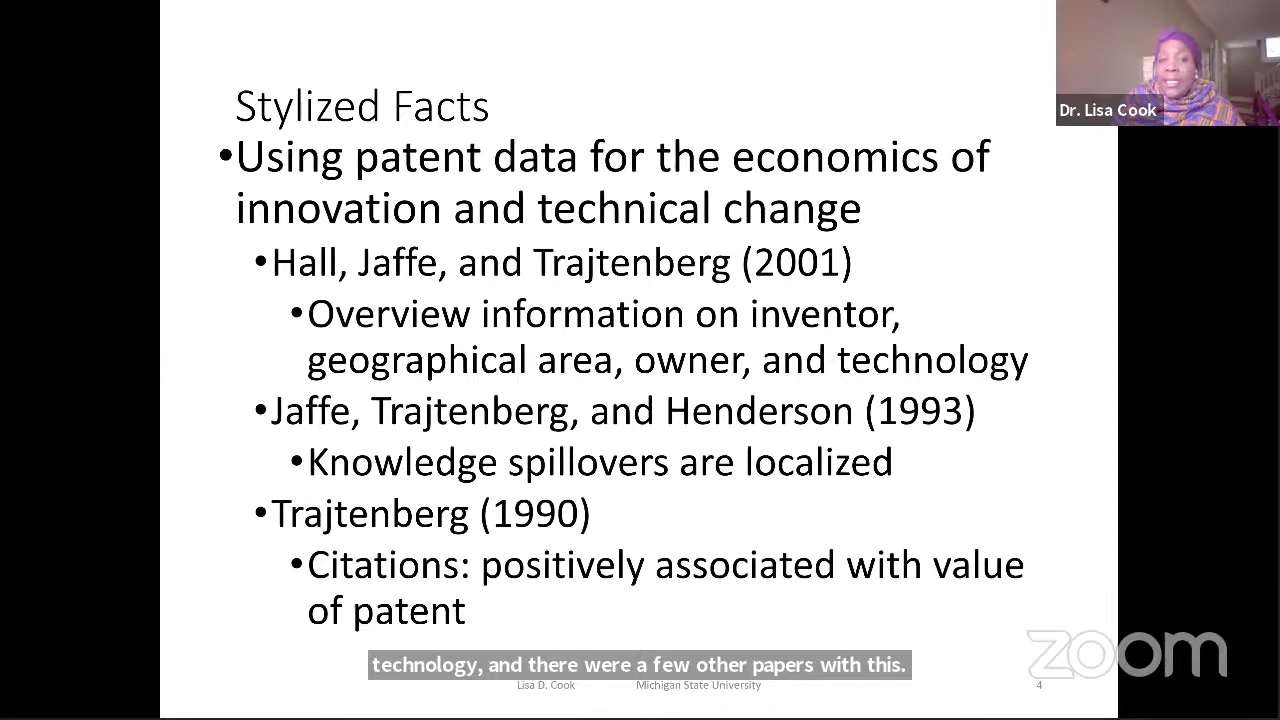 Stylized Facts
•Using patent data for the economics of
innovation and technical change
•Hall, Jaffe, and Trajtenberg (2001)
•Overview information on inventor,
geographical area, owner, and technology
•Jaffe, Trajtenberg, and Henderson (1993)
•Knowledge spillovers are localized
•Trajtenberg (1990)
•Citations: positively associated with value
of patent
technology, and there were a few other papers with this.
Lisa D. Cook Michigan State University 4
Dr. Lisa Cook
zoom